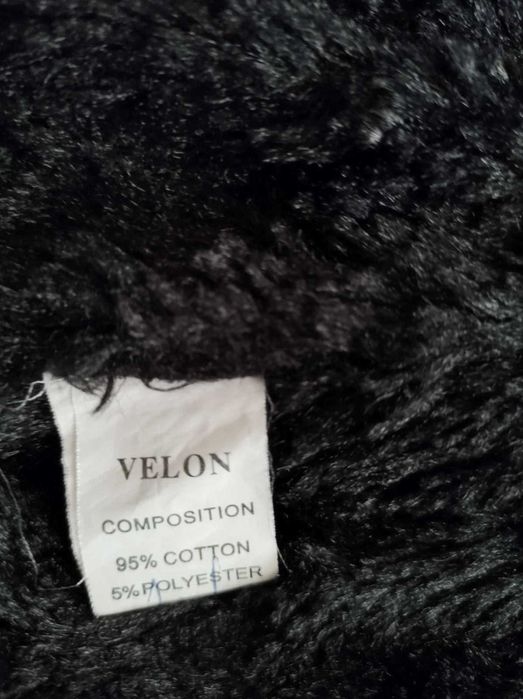 VELON
COMPOSITION
95% COTTON
5% POLYESTER